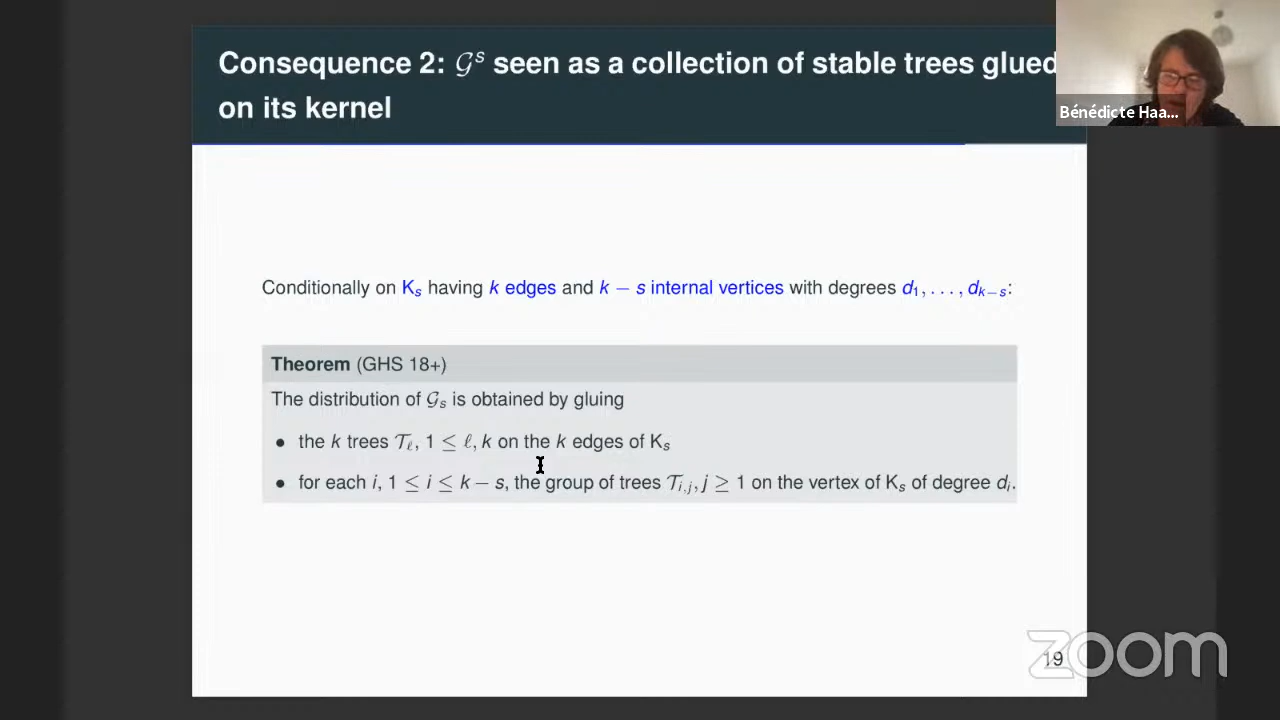 Consequence 2: 𝒢ˢ seen as a collection of stable trees glued
on its kernel
Bénédicte Haa...
Conditionally on Kₛ having k edges and k − s internal vertices with degrees d₁, . . . , dₖ₋ₛ:
Theorem (GHS 18+)
The distribution of 𝒢ₛ is obtained by gluing
• the k trees 𝒯_ℓ, 1 ≤ ℓ, k on the k edges of Kₛ
• for each i, 1 ≤ i ≤ k − s, the group of trees 𝒯_{i,j}, j ≥ 1 on the vertex of Kₛ of degree dᵢ.
zoom
19